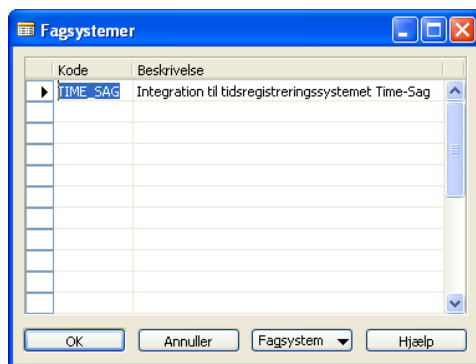 Fagsystemer
Kode Beskrivelse
TIME_SAG Integration til tidsregistreringssystemet Time-Sag
OK Annuller Fagsystem Hjælp